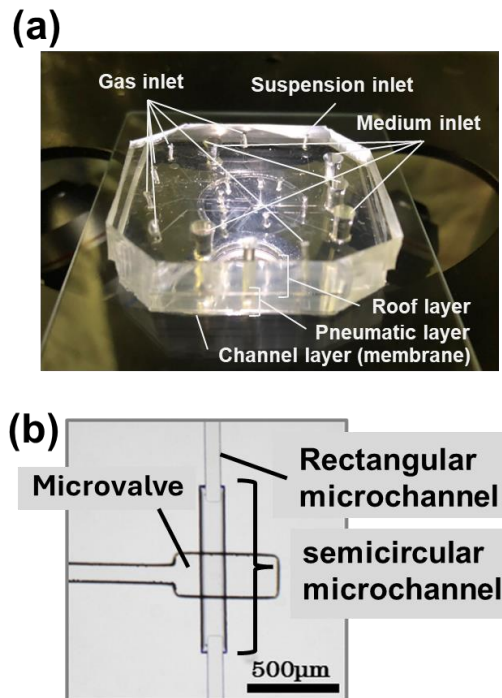 (a)
Gas inlet
Suspension inlet
Medium inlet
Roof layer
Pneumatic layer
Channel layer (membrane)
(b)
Microvalve
Rectangular
microchannel
semicircular
microchannel
500μm